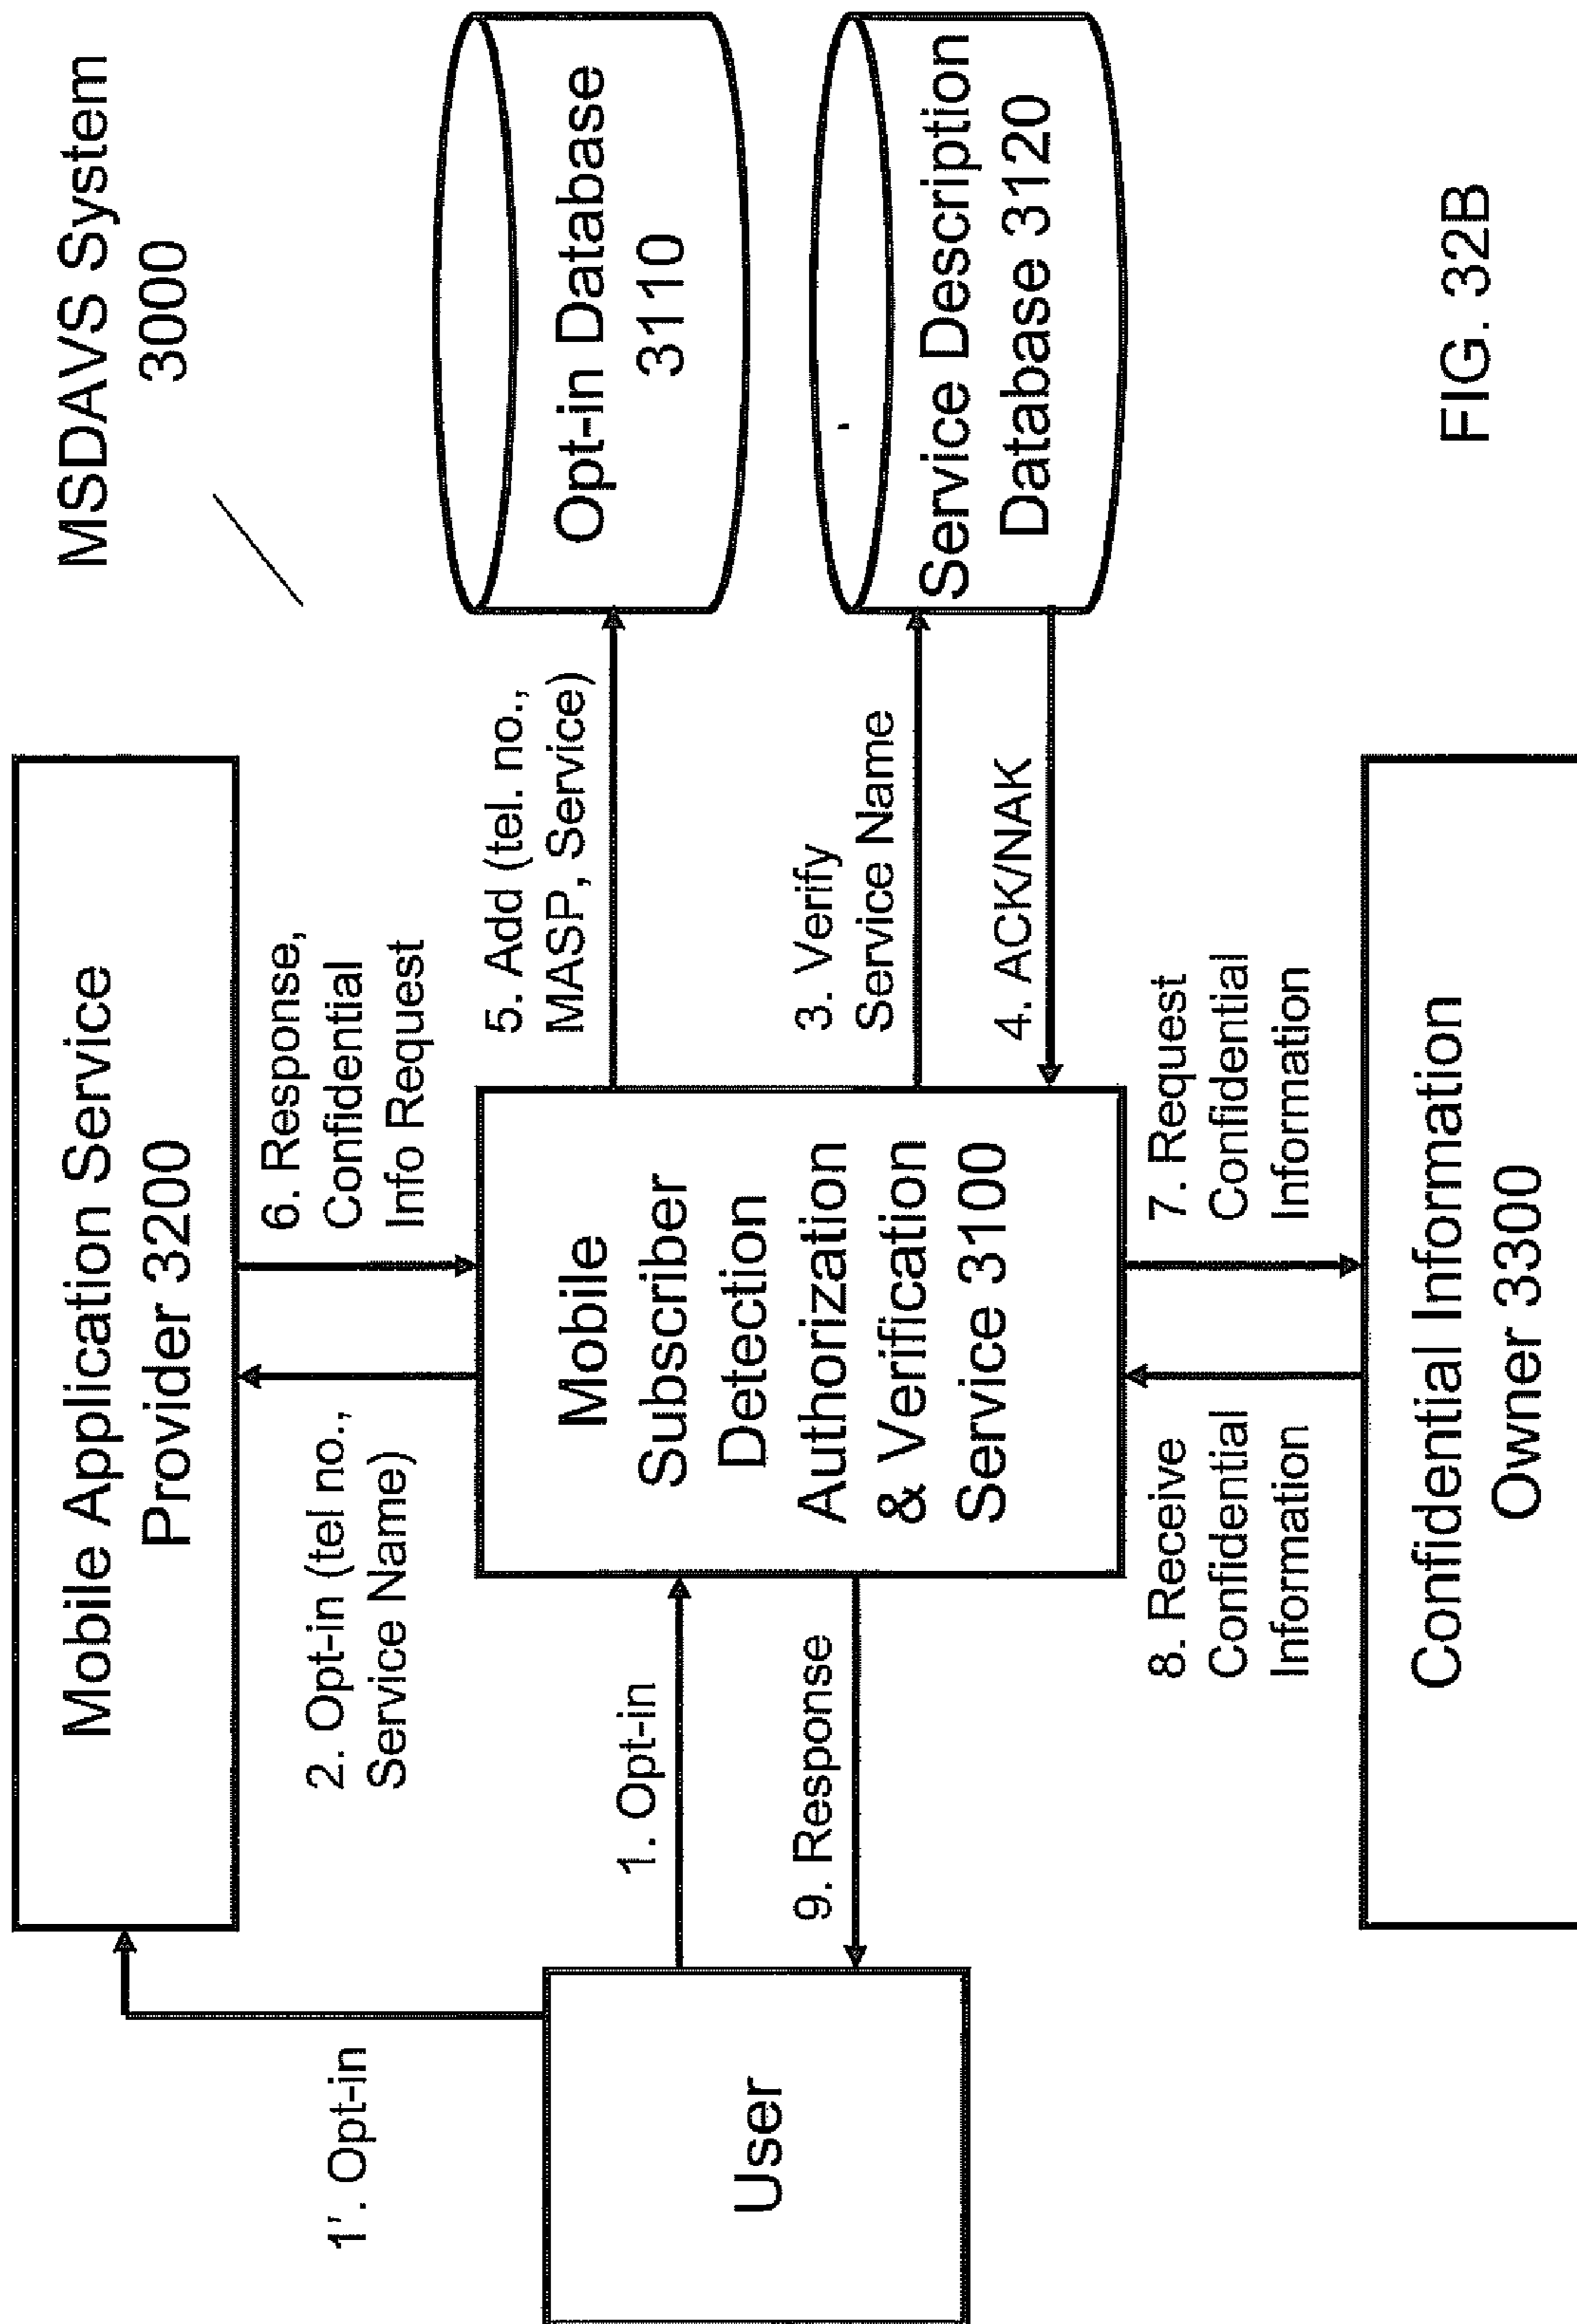 MSDAVS System
3000
Mobile Application Service
Provider 3200
1'. Opt-in
2. Opt-in (tel no.,
Service Name)
6. Response,
Confidential
Info Request
5. Add (tel. no.,
MASP, Service)
Opt-in Database
3110
User
1. Opt-in
9. Response
Mobile
Subscriber
Detection
Authorization
& Verification
Service 3100
3. Verify
Service Name
4. ACK/NAK
Service Description
Database 3120
8. Receive
Confidential
Information
7. Request
Confidential
Information
Confidential Information
Owner 3300
FIG. 32B